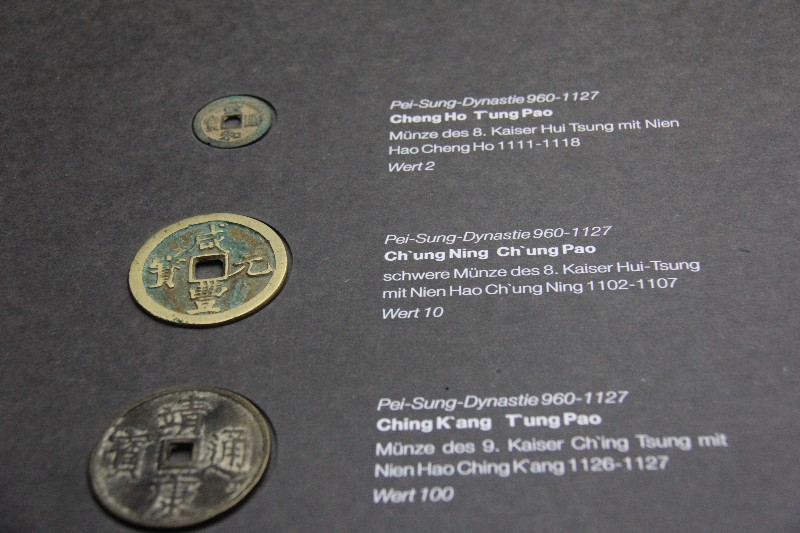 和
Pei-Sung-Dynastie 960-1127
Cheng Ho T`ung Pao
Münze des 8. Kaiser Hui Tsung mit Nien
Hao Cheng Ho 1111-1118
Wert 2
咸豐元寶
Pei-Sung-Dynastie 960-1127
Ch`ung Ning Ch`ung Pao
schwere Münze des 8. Kaiser Hui-Tsung
mit Nien Hao Ch`ung Ning 1102-1107
Wert 10
靖康通寶
Pei-Sung-Dynastie 960-1127
Ching K`ang T`ung Pao
Münze des 9. Kaiser Ch`ing Tsung mit
Nien Hao Ching K`ang 1126-1127
Wert 100